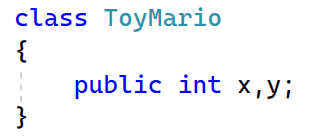 class ToyMario
{
    public int x,y;
}